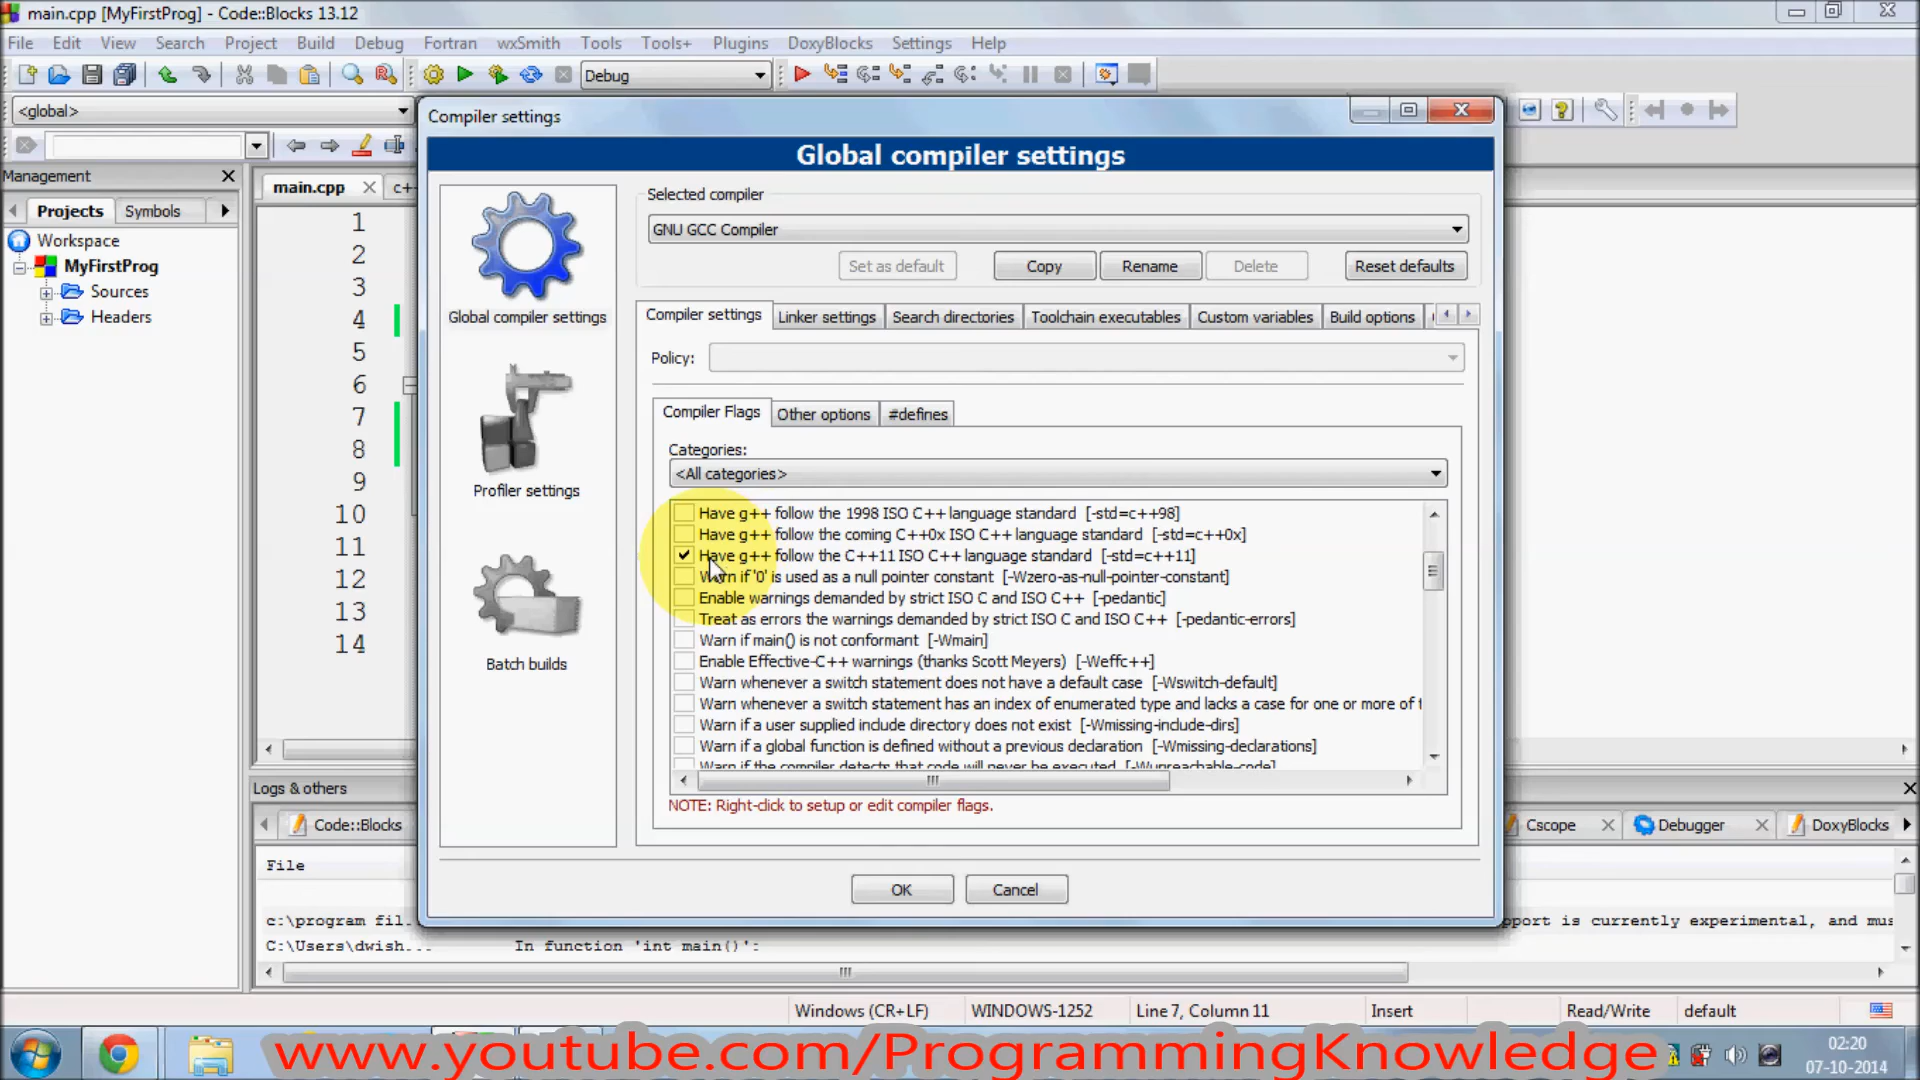 main.cpp [MyFirstProg] - Code::Blocks 13.12
File Edit View Search Project Build Debug Fortran wxSmith Tools Tools+ Plugins DoxyBlocks Settings Help
Debug
<global>
Compiler settings
Global compiler settings
Management
main.cpp
c+
Projects Symbols
Workspace
MyFirstProg
Sources
Headers
1
2
3
4
5
6
7
8
9
10
11
12
13
14
Global compiler settings
Profiler settings
Batch builds
Selected compiler
GNU GCC Compiler
Set as default Copy Rename Delete Reset defaults
Compiler settings Linker settings Search directories Toolchain executables Custom variables Build options
Policy:
Compiler Flags Other options #defines
Categories:
<All categories>
Have g++ follow the 1998 ISO C++ language standard [-std=c++98]
Have g++ follow the coming C++0x ISO C++ language standard [-std=c++0x]
Have g++ follow the C++11 ISO C++ language standard [-std=c++11]
Warn if '0' is used as a null pointer constant [-Wzero-as-null-pointer-constant]
Enable warnings demanded by strict ISO C and ISO C++ [-pedantic]
Treat as errors the warnings demanded by strict ISO C and ISO C++ [-pedantic-errors]
Warn if main() is not conformant [-Wmain]
Enable Effective-C++ warnings (thanks Scott Meyers) [-Weffc++]
Warn whenever a switch statement does not have a default case [-Wswitch-default]
Warn whenever a switch statement has an index of enumerated type and lacks a case for one or more of t
Warn if a user supplied include directory does not exist [-Wmissing-include-dirs]
Warn if a global function is defined without a previous declaration [-Wmissing-declarations]
Warn if the compiler detects that code will never be executed [-Wunreachable-code]
NOTE: Right-click to setup or edit compiler flags.
OK Cancel
Logs & others
Code::Blocks Cscope Debugger DoxyBlocks
File
c:\program fil. pport is currently experimental, and mus
C:\Users\dwish... In function 'int main()':
Windows (CR+LF) WINDOWS-1252 Line 7, Column 11 Insert Read/Write default
www.youtube.com/ProgrammingKnowledge
02:20
07-10-2014